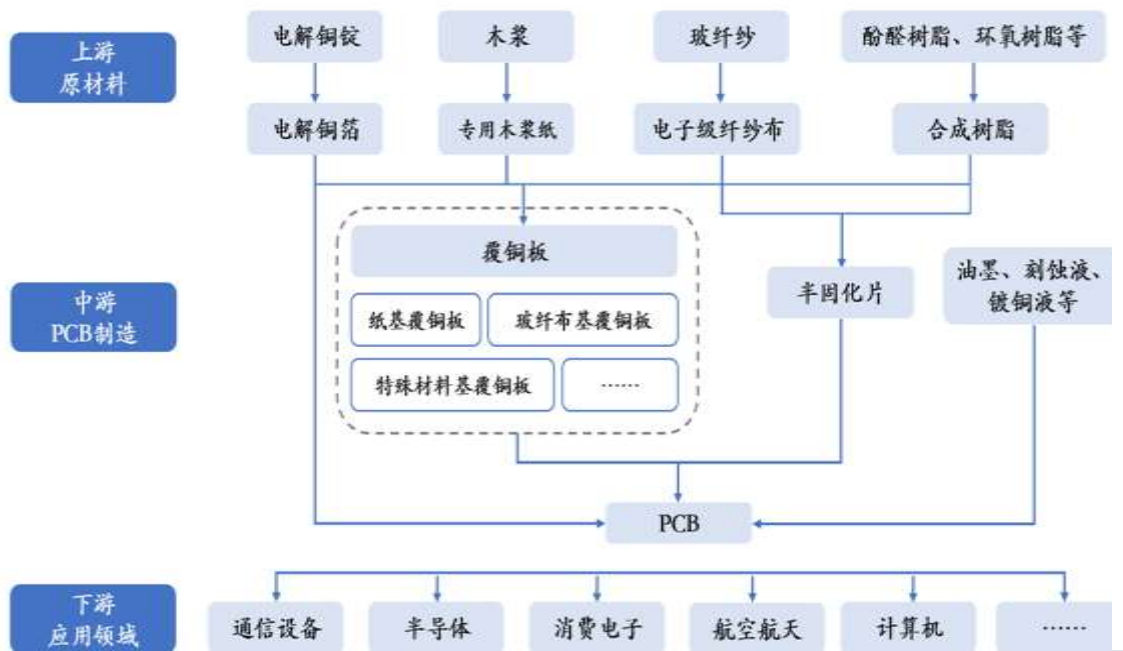 上游
原材料
电解铜锭
木浆
玻纤纱
酚醛树脂、环氧树脂等
电解铜箔
专用木浆纸
电子级纤纱布
合成树脂
中游
PCB制造
覆铜板
纸基覆铜板
玻纤布基覆铜板
特殊材料基覆铜板
……
半固化片
油墨、刻蚀液、
镀铜液等
PCB
下游
应用领域
通信设备
半导体
消费电子
航空航天
计算机
……